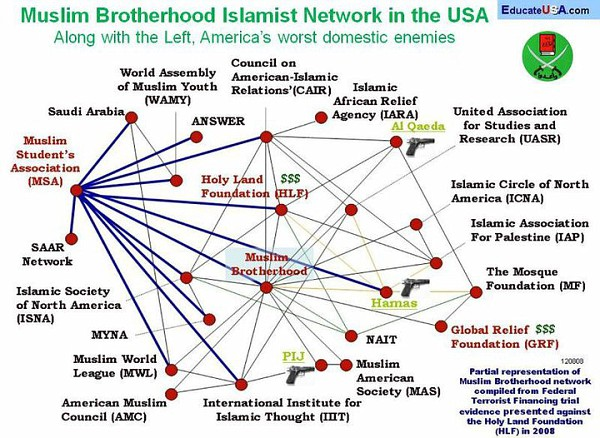 Muslim Brotherhood Islamist Network in the USA
EducateUSA.com
Along with the Left, America's worst domestic enemies
World Assembly
of Muslim Youth
(WAMY)
Council on
American-Islamic
Relations'(CAIR)
Islamic
African Relief
Agency (IARA)
Saudi Arabia
ANSWER
Al Qaeda
United Association
for Studies and
Research (UASR)
Muslim
Student's
Association
(MSA)
Holy Land $$$
Foundation (HLF)
Islamic Circle of North
America (ICNA)
Islamic Association
For Palestine (IAP)
SAAR
Network
Muslim
Brotherhood
The Mosque
Foundation (MF)
Islamic Society
of North America
(ISNA)
Hamas
MYNA
NAIT
Global Relief $$$
Foundation (GRF)
Muslim World
League (MWL)
PIJ
Muslim
American
Society (MAS)
120808
American Muslim
Council (AMC)
International Institute for
Islamic Thought (IIIT)
Partial representation of
Muslim Brotherhood network
compiled from Federal
Terrorist Financing trial
evidence presented against
the Holy Land Foundation
(HLF) in 2008